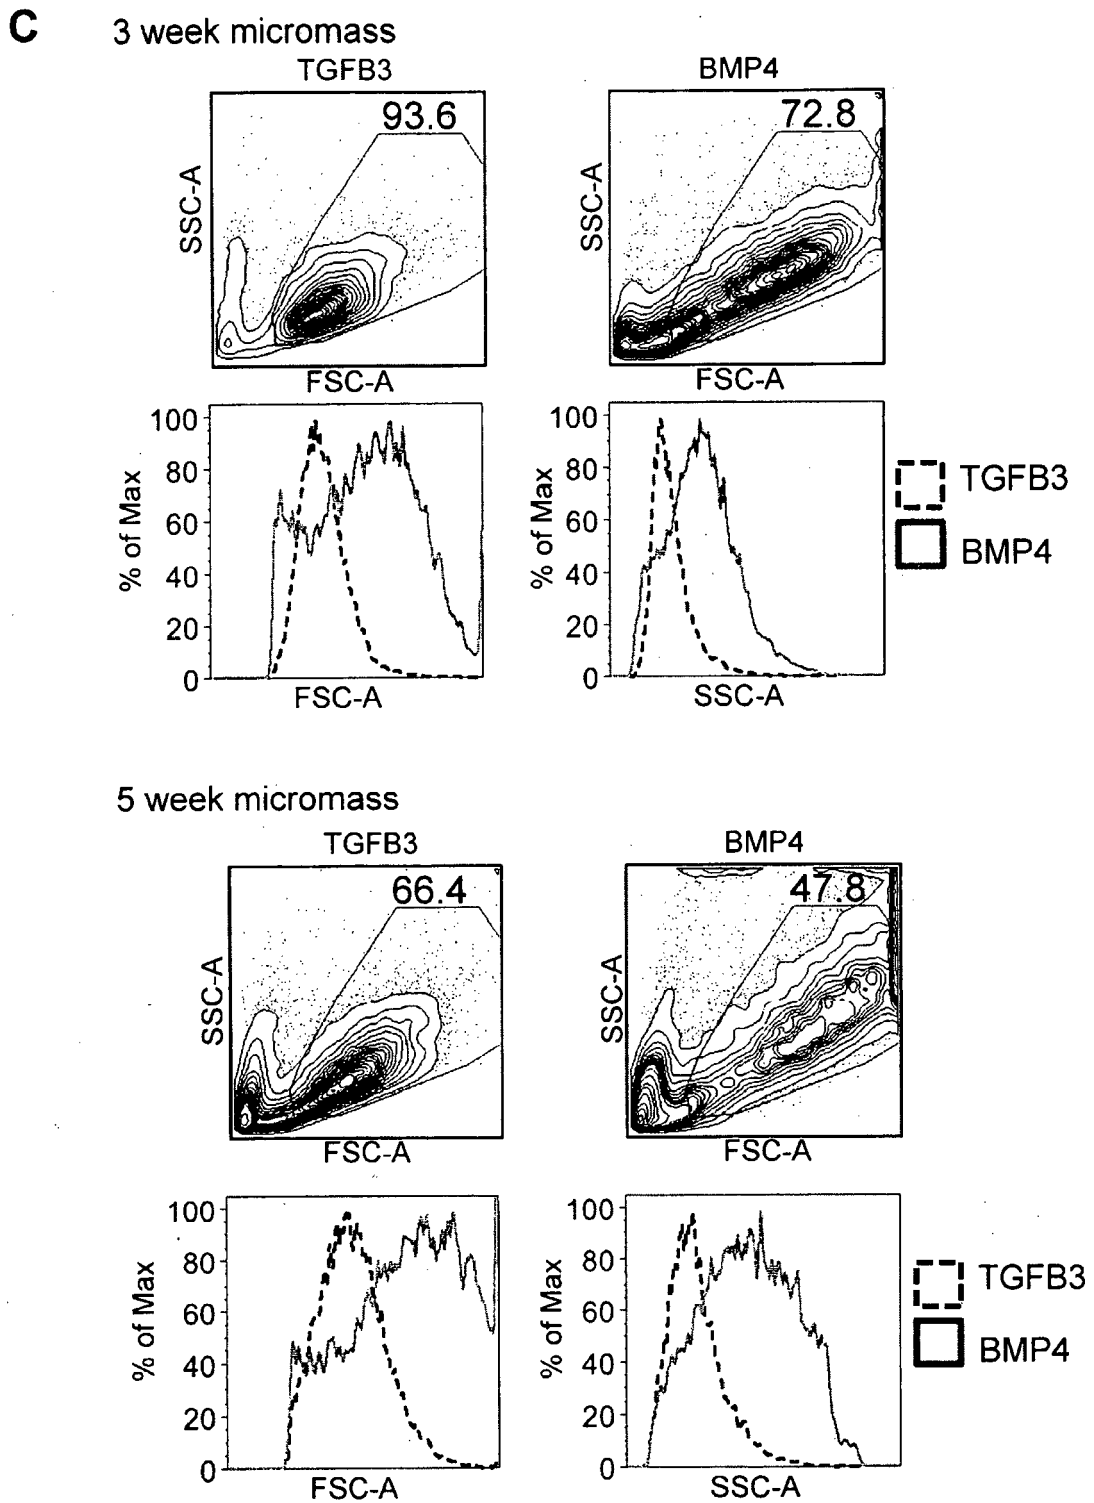 C
3 week micromass
TGFB3 BMP4
93.6 72.8
SSC-A SSC-A
FSC-A FSC-A
100 100
80 80
60 60
40 40
20 20
0 0
% of Max % of Max
FSC-A SSC-A
TGFB3
BMP4
5 week micromass
TGFB3 BMP4
66.4 47.8
SSC-A SSC-A
FSC-A FSC-A
100 100
80 80
60 60
40 40
20 20
0 0
% of Max % of Max
FSC-A SSC-A
TGFB3
BMP4